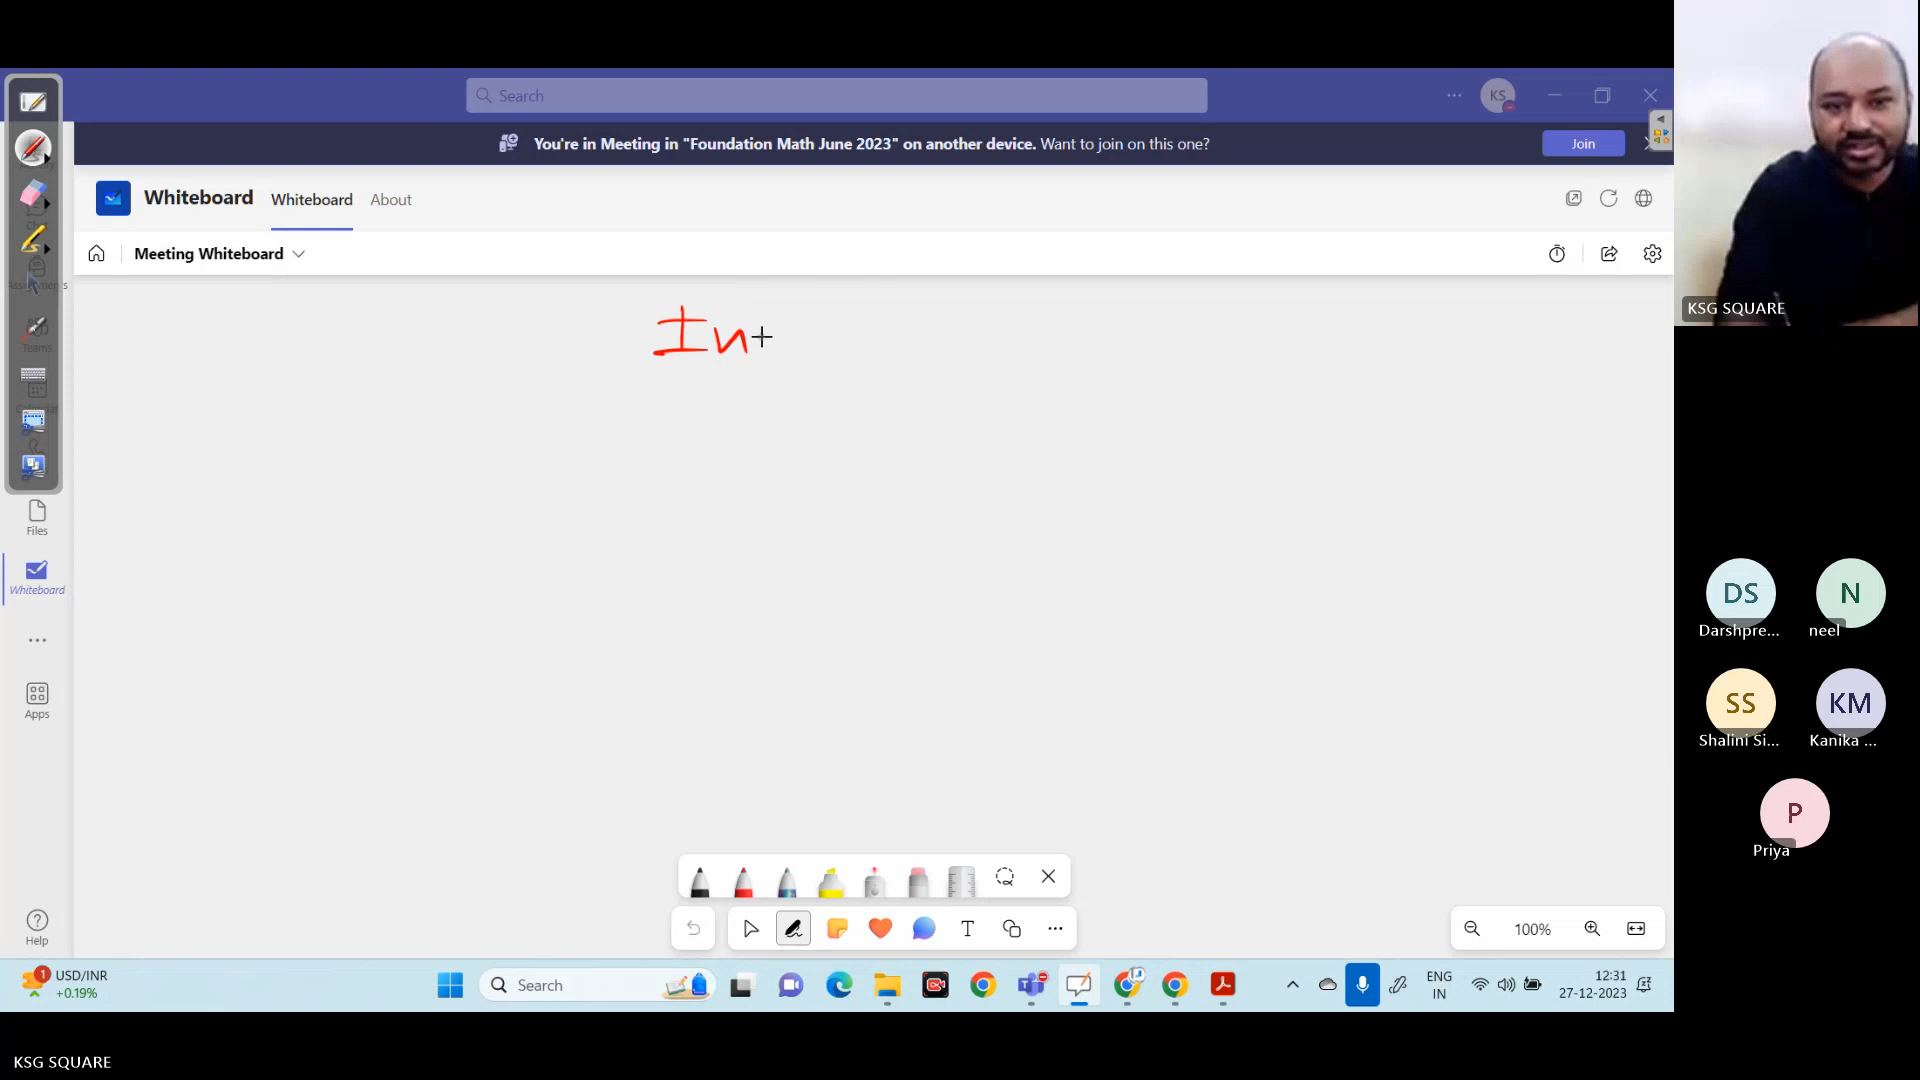 Search
KS
You're in Meeting in "Foundation Math June 2023" on another device. Want to join on this one?
Join
Whiteboard
Whiteboard
About
Meeting Whiteboard
In
KSG SQUARE
Teams
Files
Whiteboard
Apps
Help
DS
Darshpre...
N
neel
SS
Shalini Si...
KM
Kanika ...
P
Priya
100%
1
USD/INR
+0.19%
Search
ENG
IN
12:31
27-12-2023
KSG SQUARE